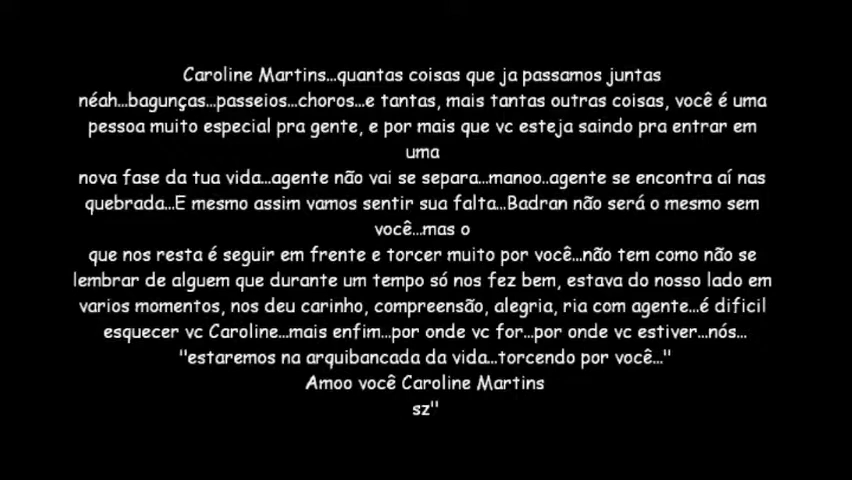 Caroline Martins...quantas coisas que ja passamos juntas
néah...bagunças...passeios...choros...e tantas, mais tantas outras coisas, você é uma
pessoa muito especial pra gente, e por mais que vc esteja saindo pra entrar em
uma
nova fase da tua vida...agente não vai se separa...manoo..agente se encontra aí nas
quebrada...E mesmo assim vamos sentir sua falta...Badran não será o mesmo sem
você...mas o
que nos resta é seguir em frente e torcer muito por você...não tem como não se
lembrar de alguem que durante um tempo só nos fez bem, estava do nosso lado em
varios momentos, nos deu carinho, compreensão, alegria, ria com agente...é dificil
esquecer vc Caroline...mais enfim...por onde vc for...por onde vc estiver...nós...
"estaremos na arquibancada da vida...torcendo por você..."
Amoo você Caroline Martins
sz"